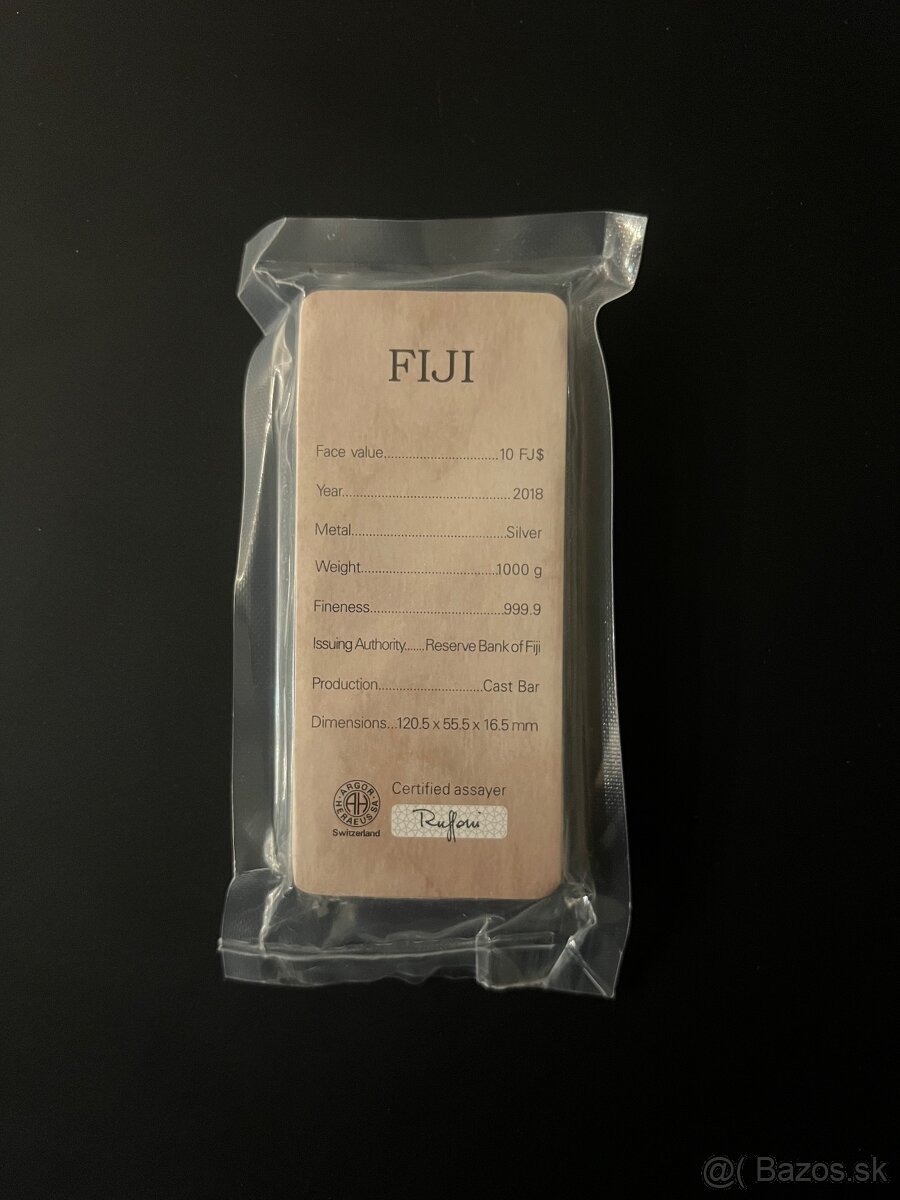 FIJI
Face value..............................10 FJ$
Year............................................2018
Metal.........................................Silver
Weight....................................1000 g
Fineness...................................999.9
Issuing Authority.......Reserve Bank of Fiji
Production...........................Cast Bar
Dimensions...120.5 x 55.5 x 16.5 mm
Certified assayer
ARGOR
AH
HERAEUS SA
Switzerland
Ruffoni
@( Bazos.sk